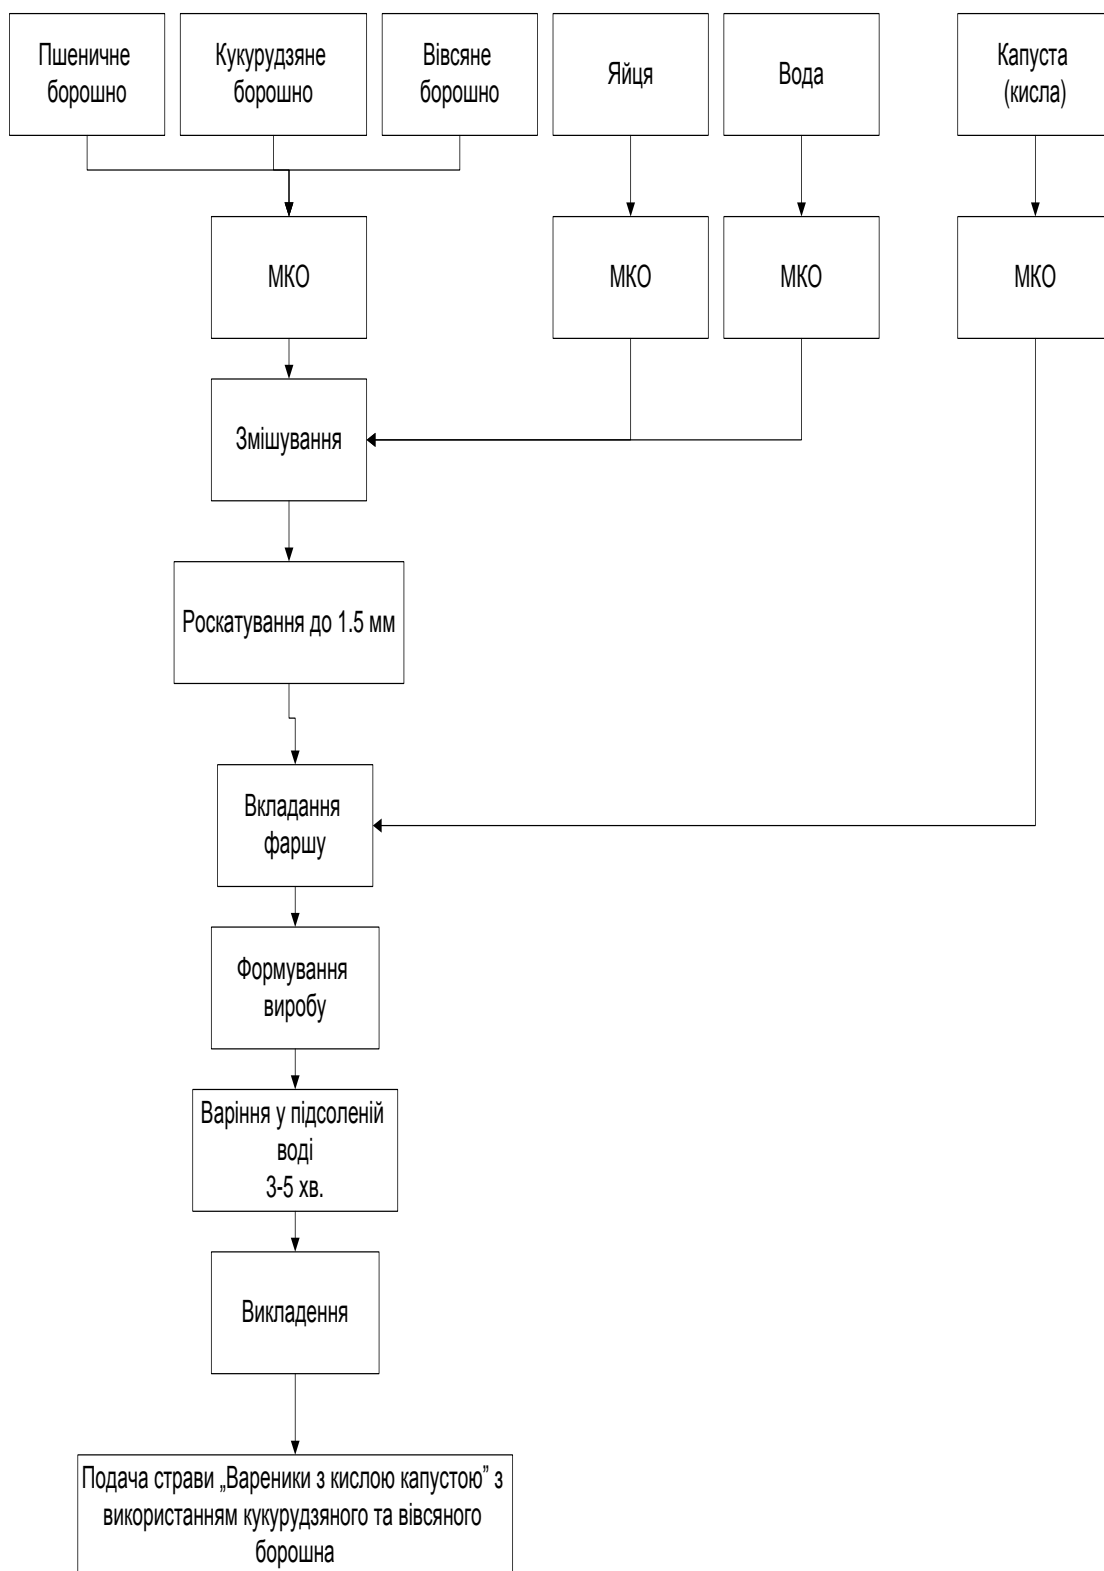 Пшеничне
борошно
Кукурудзяне
борошно
Вівсяне
борошно
Яйця
Вода
Капуста
(кисла)
МКО
МКО
МКО
МКО
Змішування
Роскатування до 1.5 мм
Вкладання
фаршу
Формування
виробу
Варіння у підсоленій
воді
3-5 хв.
Викладення
Подача страви „Вареники з кислою капустою” з
використанням кукурудзяного та вівсяного
борошна